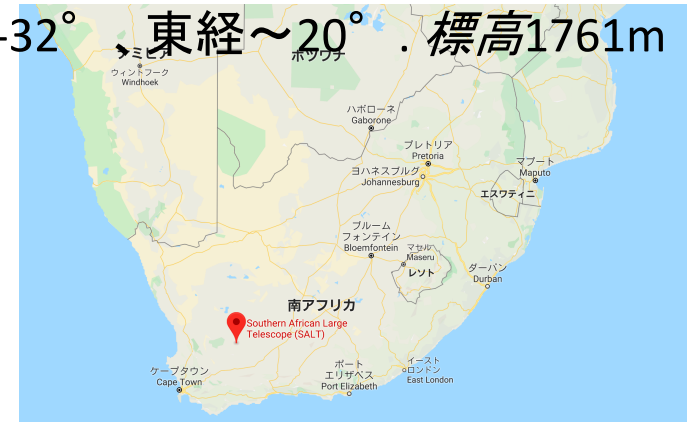 -32°、東経～20°. 標高1761m
ナミビア
ボツワナ
ウィントフーク
Windhoek
ハボローネ
Gaborone
プレトリア
Pretoria
ヨハネスブルグ
Johannesburg
マプート
Maputo
エスワティニ
ブルーム
フォンテイン
Bloemfontein
マセル
Maseru
レソト
ダーバン
Durban
南アフリカ
Southern African Large
Telescope (SALT)
ケープタウン
Cape Town
ポート
エリザベス
Port Elizabeth
イースト
ロンドン
East London